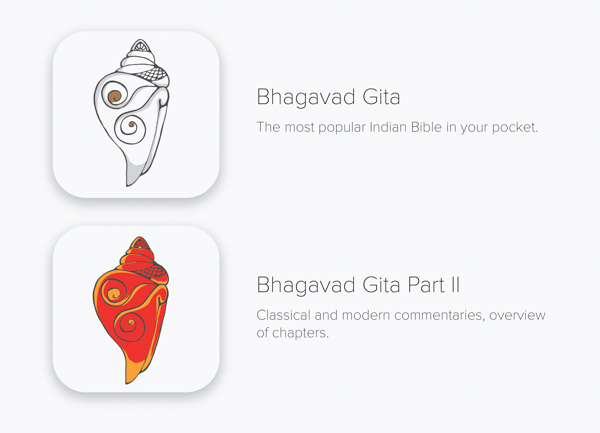 Bhagavad Gita
The most popular Indian Bible in your pocket.
Bhagavad Gita Part II
Classical and modern commentaries, overview
of chapters.